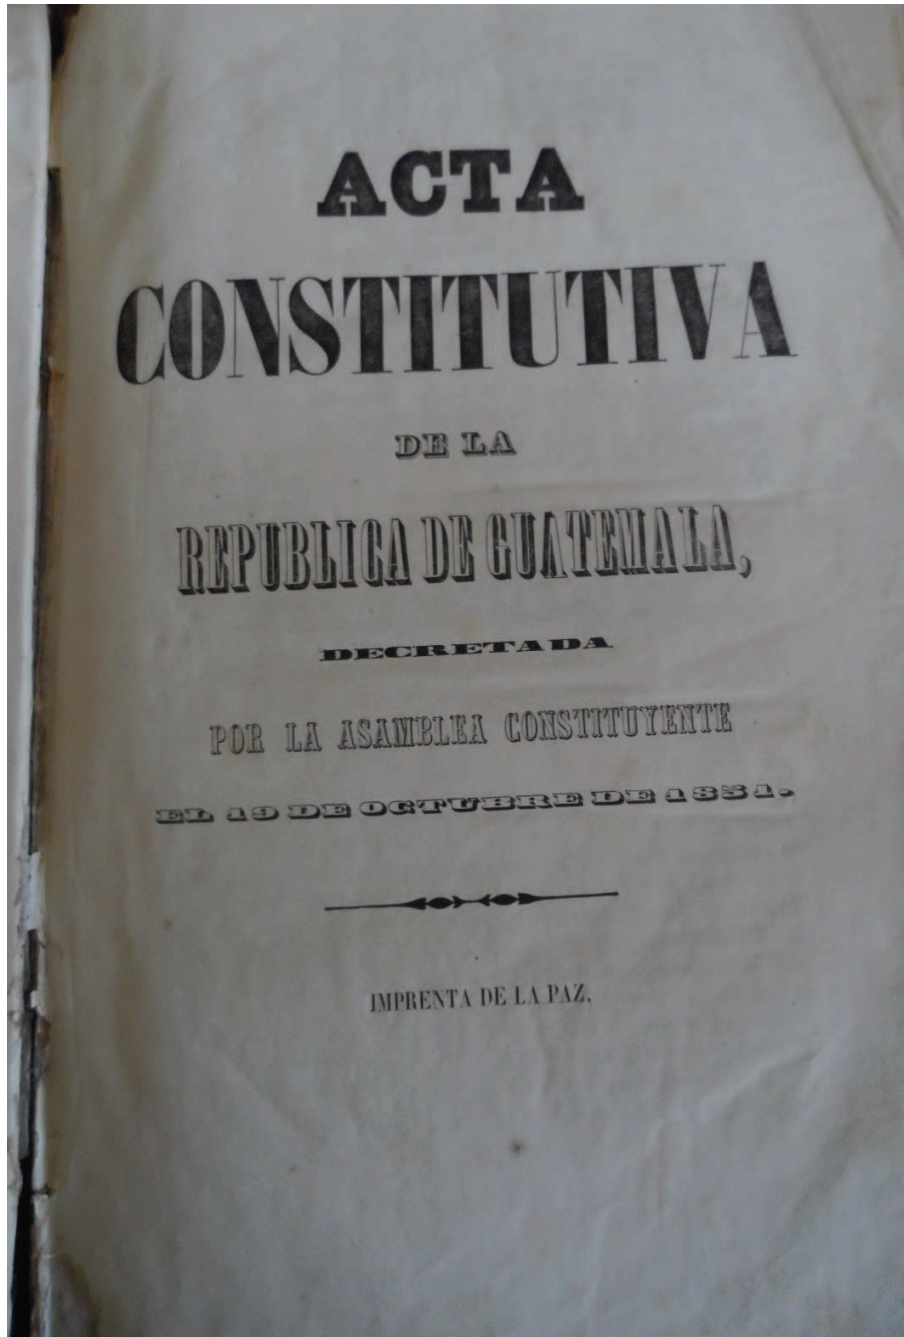 ACTA
CONSTITUTIVA
DE LA
REPUBLICA DE GUATEMALA,
DECRETADA
POR LA ASAMBLEA CONSTITUYENTE
EL 19 DE OCTUBRE DE 1851.
IMPRENTA DE LA PAZ.